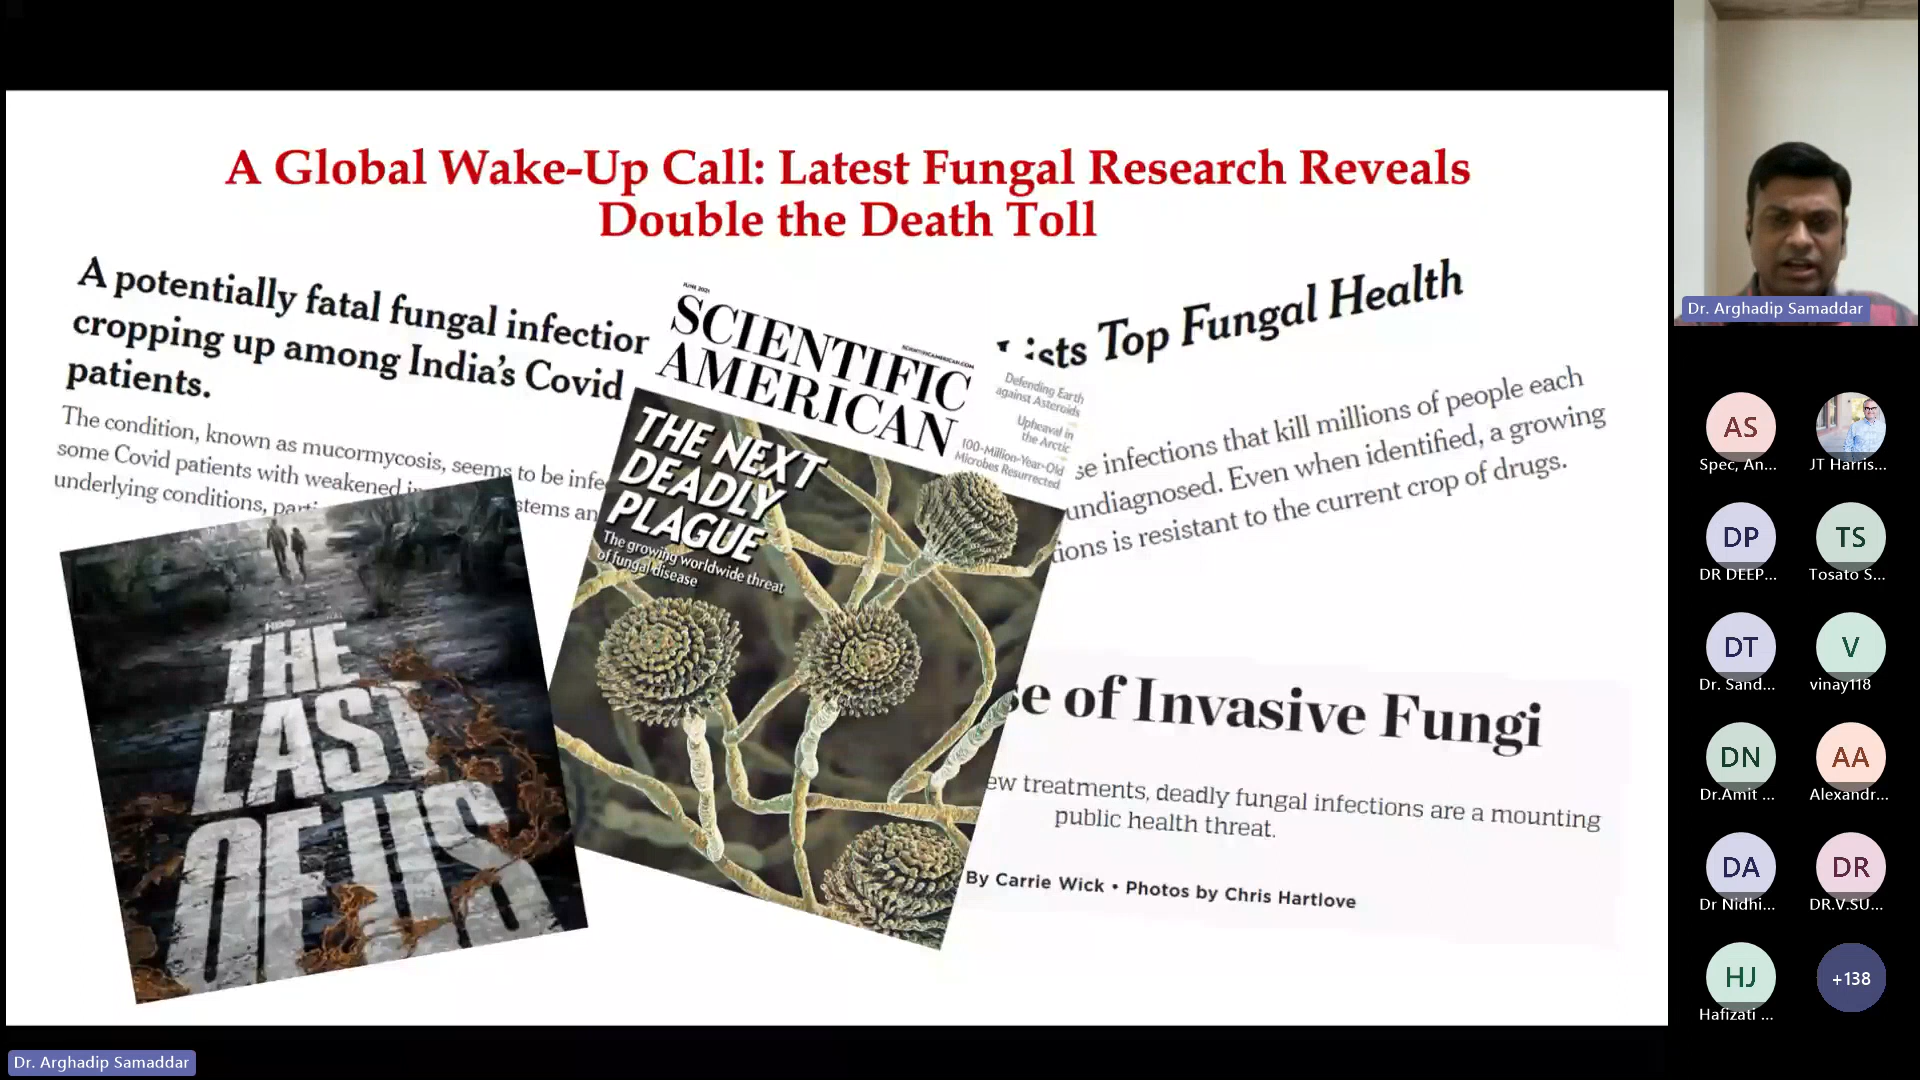 A Global Wake-Up Call: Latest Fungal Research Reveals
Double the Death Toll
A potentially fatal fungal infection
cropping up among India's Covid
patients.
The condition, known as mucormycosis, seems to be infe
some Covid patients with weakened i stems an
underlying conditions, parti
Lists Top Fungal Health
se infections that kill millions of people each
undiagnosed. Even when identified, a growing
tions is resistant to the current crop of drugs.
JUNE 2021
SCIENTIFIC
AMERICAN
SCIENTIFICAMERICAN.COM
Defending Earth
against Asteroids
Upheaval in
the Arctic
100-Million-Year-Old
Microbes Resurrected
THE NEXT
DEADLY
PLAGUE
The growing worldwide threat
of fungal disease
HBO
THE
LAST
OF US
se of Invasive Fungi
ew treatments, deadly fungal infections are a mounting
public health threat.
By Carrie Wick • Photos by Chris Hartlove
Dr. Arghadip Samaddar
Dr. Arghadip Samaddar
AS
Spec, An...
JT Harris...
DP
DR DEEP...
TS
Tosato S...
DT
Dr. Sand...
V
vinay118
DN
Dr.Amit ...
AA
Alexandr...
DA
Dr Nidhi...
DR
DR.V.SU...
HJ
Hafizati ...
+138